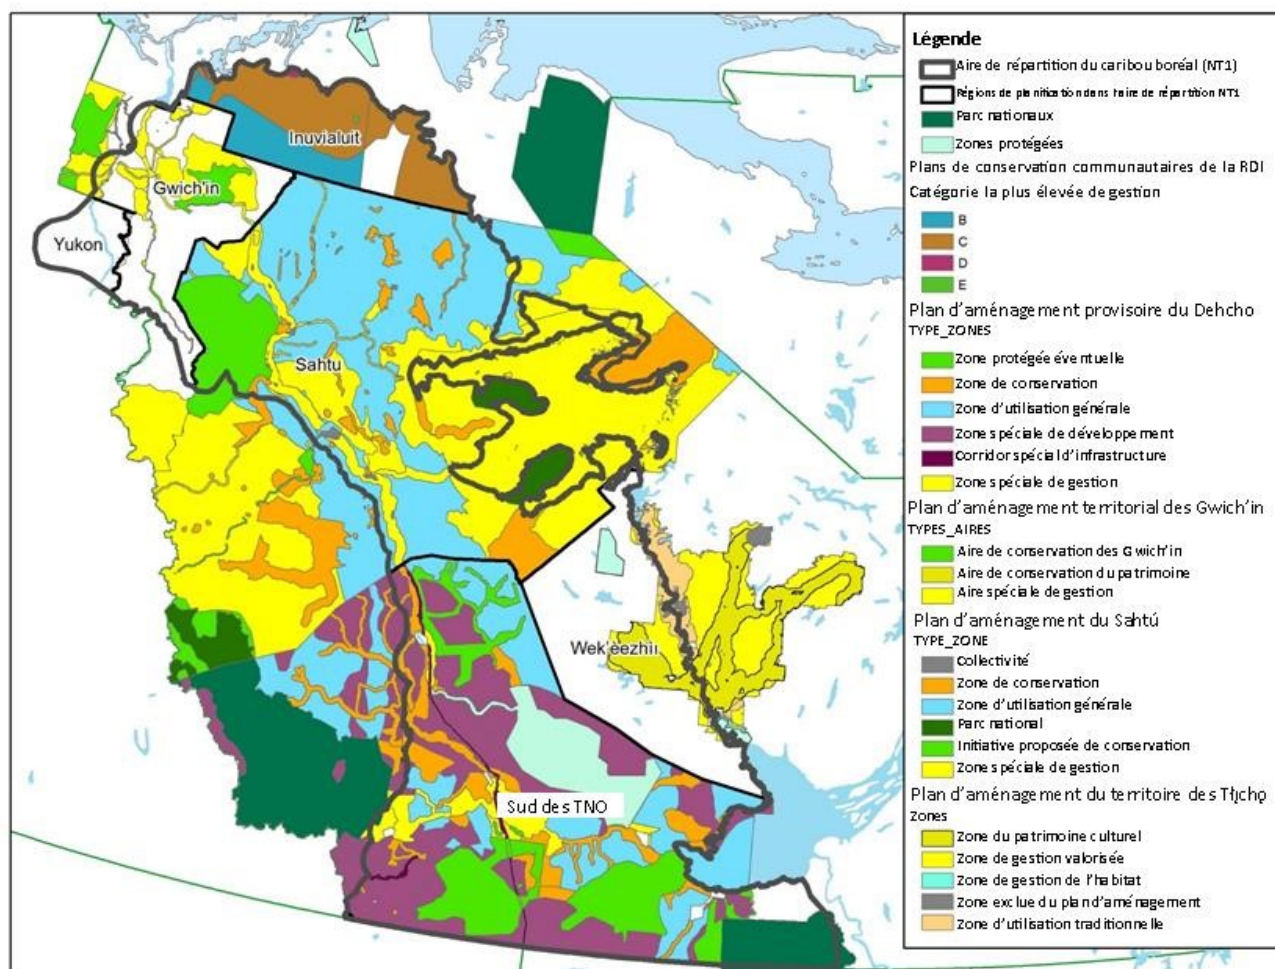 Inuvialuit
Gwich'in
Yukon
Sahtu
Wek'èezhìi
Sud des TNO
Légende
Aire de répartition du caribou boréal (NT1)
Régions de planification dans l'aire de répartition NT1
Parc nationaux
Zones protégées
Plans de conservation communautaires de la RDI
Catégorie la plus élevée de gestion
B
C
D
E
Plan d'aménagement provisoire du Dehcho
TYPE_ZONES
Zone protégée éventuelle
Zone de conservation
Zone d'utilisation générale
Zone spéciale de développement
Corridor spécial d'infrastructure
Zone spéciale de gestion
Plan d'aménagement territorial des Gwich'in
TYPES_AIRES
Aire de conservation des Gwich'in
Aire de conservation du patrimoine
Aire spéciale de gestion
Plan d'aménagement du Sahtú
TYPE_ZONE
Collectivité
Zone de conservation
Zone d'utilisation générale
Parc national
Initiative proposée de conservation
Zone spéciale de gestion
Plan d'aménagement du territoire des Tłı̨chǫ
Zones
Zone du patrimoine culturel
Zone de gestion valorisée
Zone de gestion de l'habitat
Zone exclue du plan d'aménagement
Zone d'utilisation traditionnelle